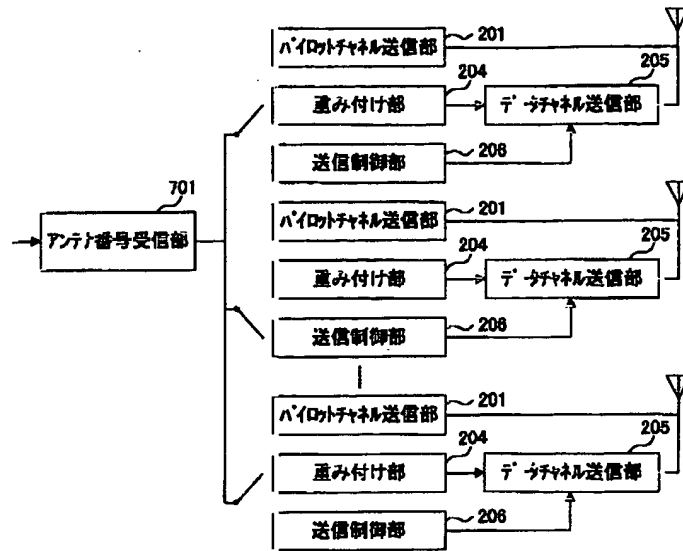 パイロットチャネル送信部
201
204
205
重み付け部
データチャネル送信部
送信制御部
206
701
アンテナ番号受信部
パイロットチャネル送信部
201
204
205
重み付け部
データチャネル送信部
送信制御部
206
パイロットチャネル送信部
201
204
205
重み付け部
データチャネル送信部
送信制御部
206